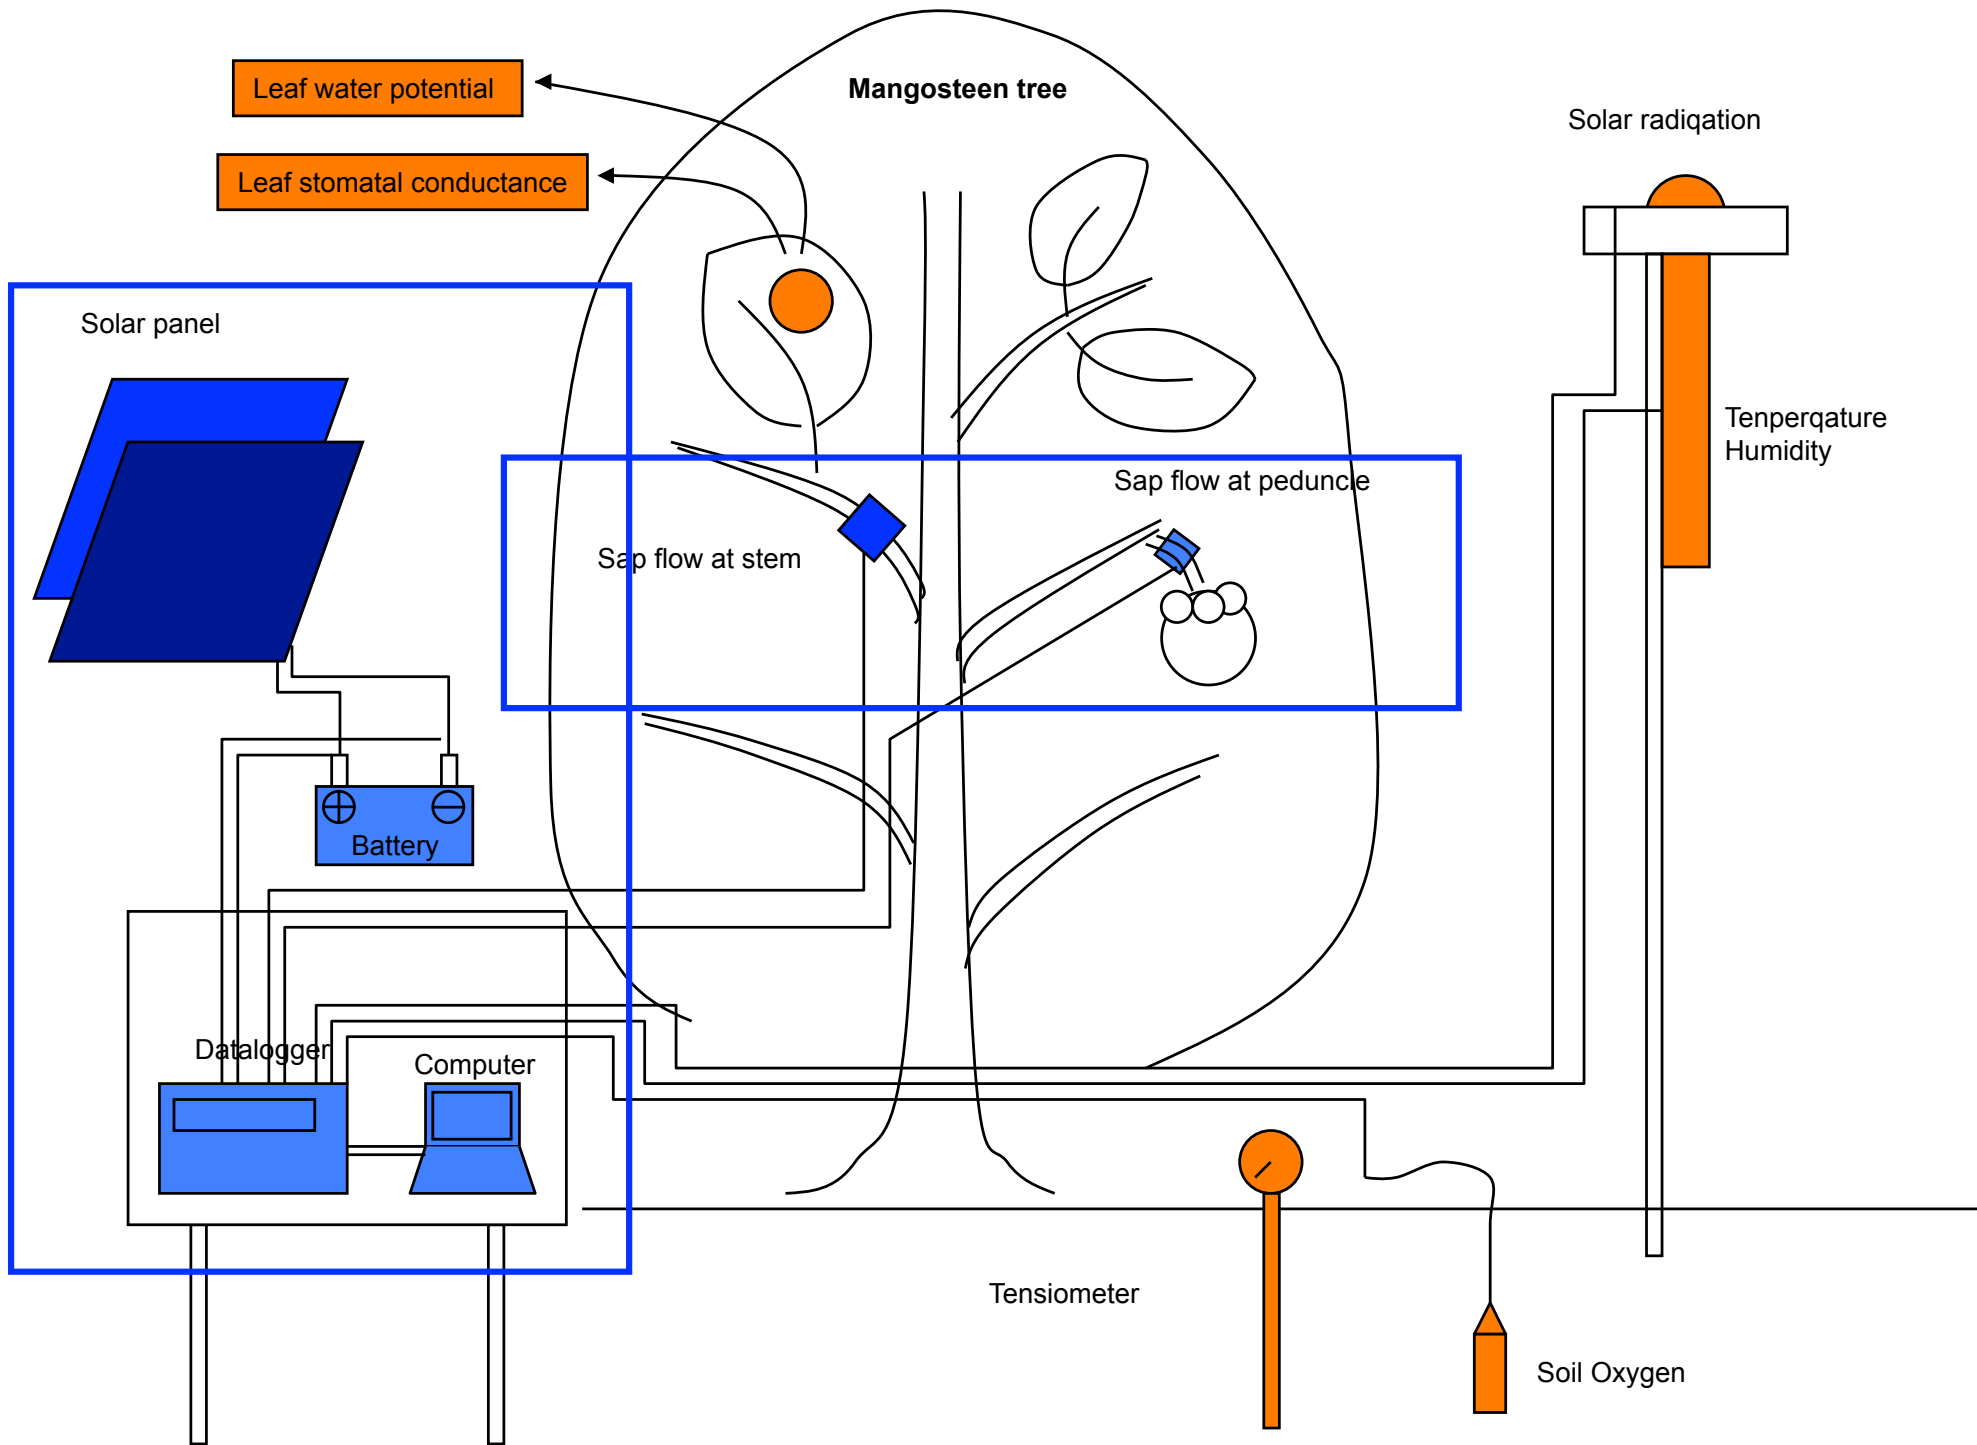 Leaf water potential
Mangosteen tree
Solar radiqation
Leaf stomatal conductance
Solar panel
Tenperqature
Humidity
Sap flow at peduncle
Sap flow at stem
Battery
Datalogger
Computer
Tensiometer
Soil Oxygen